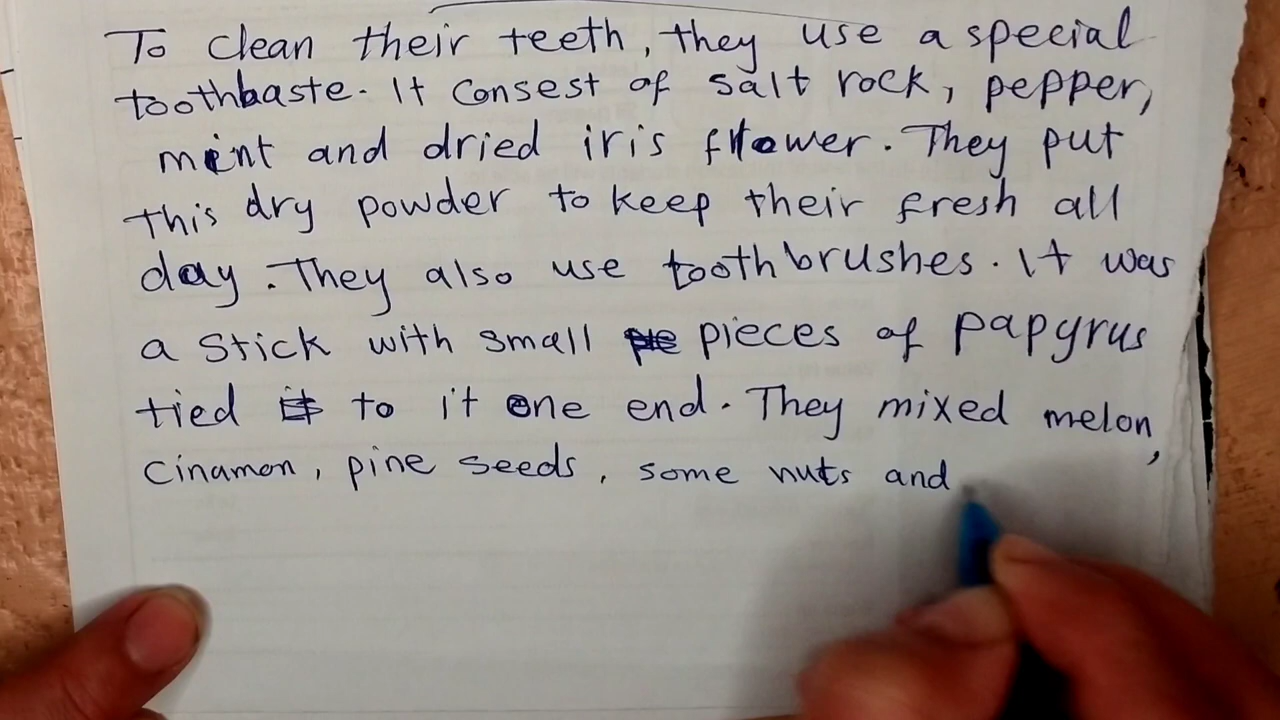 To clean their teeth, they use a special
toothbaste. It consest of salt rock, pepper,
mint and dried iris flower. They put
this dry powder to keep their fresh all
day. They also use toothbrushes. It was
a stick with small pieces of papyrus
tied to it one end. They mixed melon,
cinamon, pine seeds, some nuts and